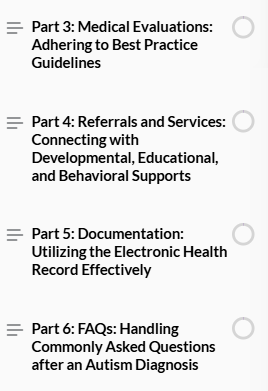 Part 3: Medical Evaluations:
Adhering to Best Practice
Guidelines
Part 4: Referrals and Services:
Connecting with
Developmental, Educational,
and Behavioral Supports
Part 5: Documentation:
Utilizing the Electronic Health
Record Effectively
Part 6: FAQs: Handling
Commonly Asked Questions
after an Autism Diagnosis